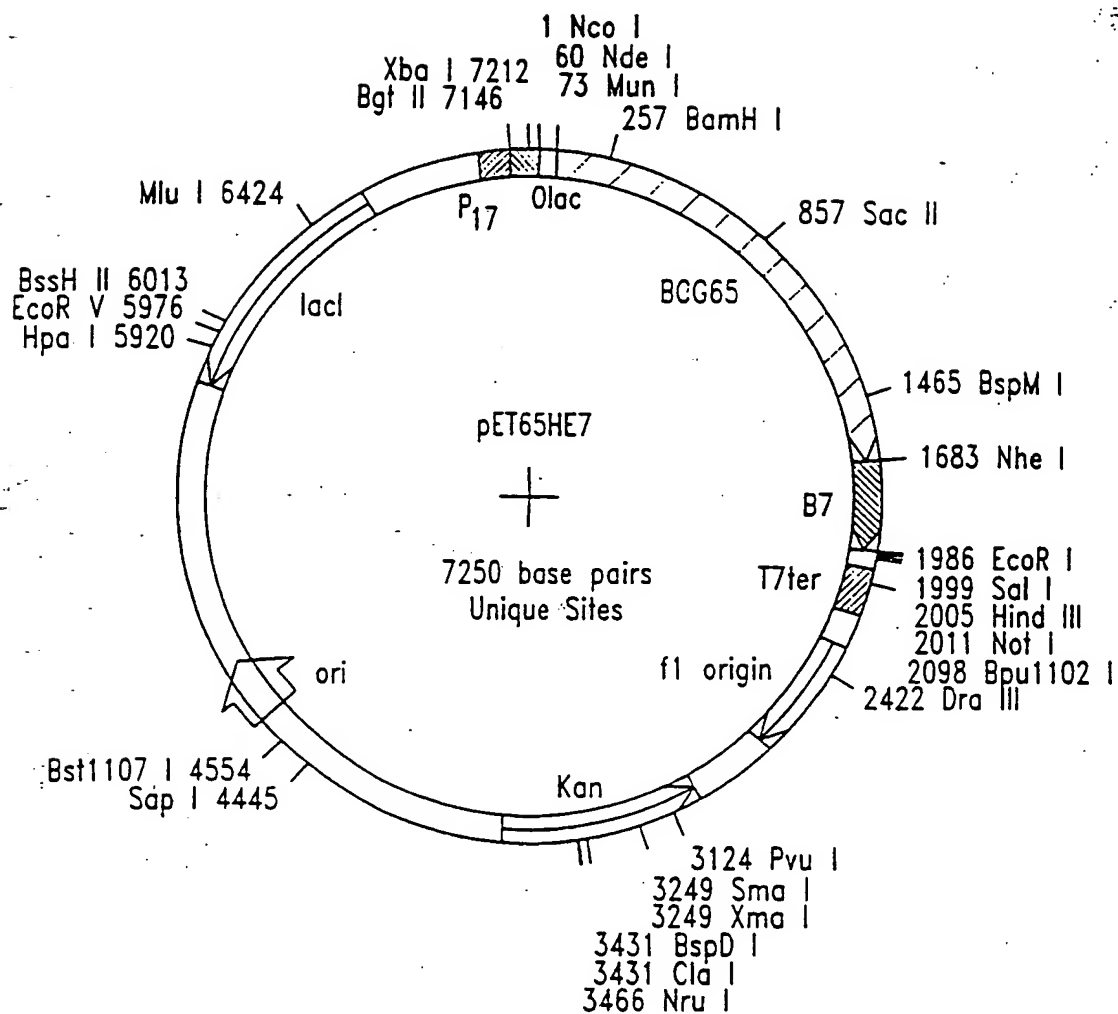 1 Nco I
60 Nde I
73 Mun I
Xba I 7212
Bgt II 7146
257 BamH I
Mlu I 6424
P17
Olac
857 Sac II
BssH II 6013
EcoR V 5976
Hpa I 5920
lacI
BCG65
1465 BspM I
pET65HE7
1683 Nhe I
B7
7250 base pairs
Unique Sites
T7ter
1986 EcoR I
1999 Sal I
2005 Hind III
2011 Not I
2098 Bpu1102 I
2422 Dra III
f1 origin
ori
Bst1107 I 4554
Sap I 4445
Kan
3124 Pvu I
3249 Sma I
3249 Xma I
3431 BspD I
3431 Cla I
3466 Nru I